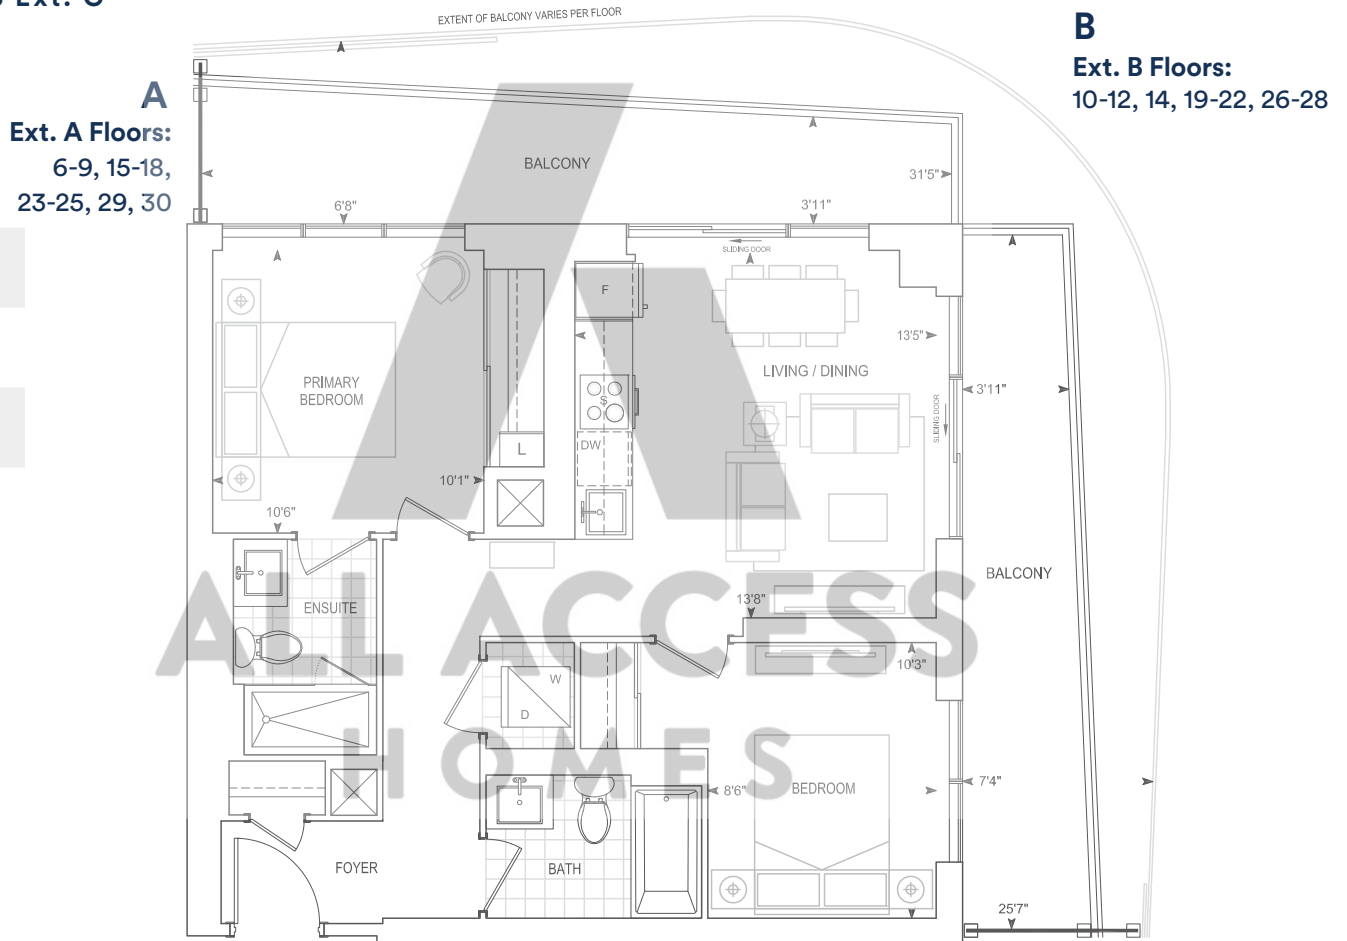 EXTENT OF BALCONY VARIES PER FLOOR
B
Ext. B Floors:
10-12, 14, 19-22, 26-28
A
Ext. A Floors:
6-9, 15-18,
23-25, 29, 30
BALCONY
31'5"
6'8"
3'11"
SLIDING DOOR
F
13'5"
PRIMARY
BEDROOM
LIVING / DINING
3'11"
S
SLIDING DOOR
DW
L
10'1"
10'6"
BALCONY
ENSUITE
13'8"
ALL ACCESS
HOMES
10'3"
W
D
8'6"
BEDROOM
7'4"
FOYER
BATH
25'7"